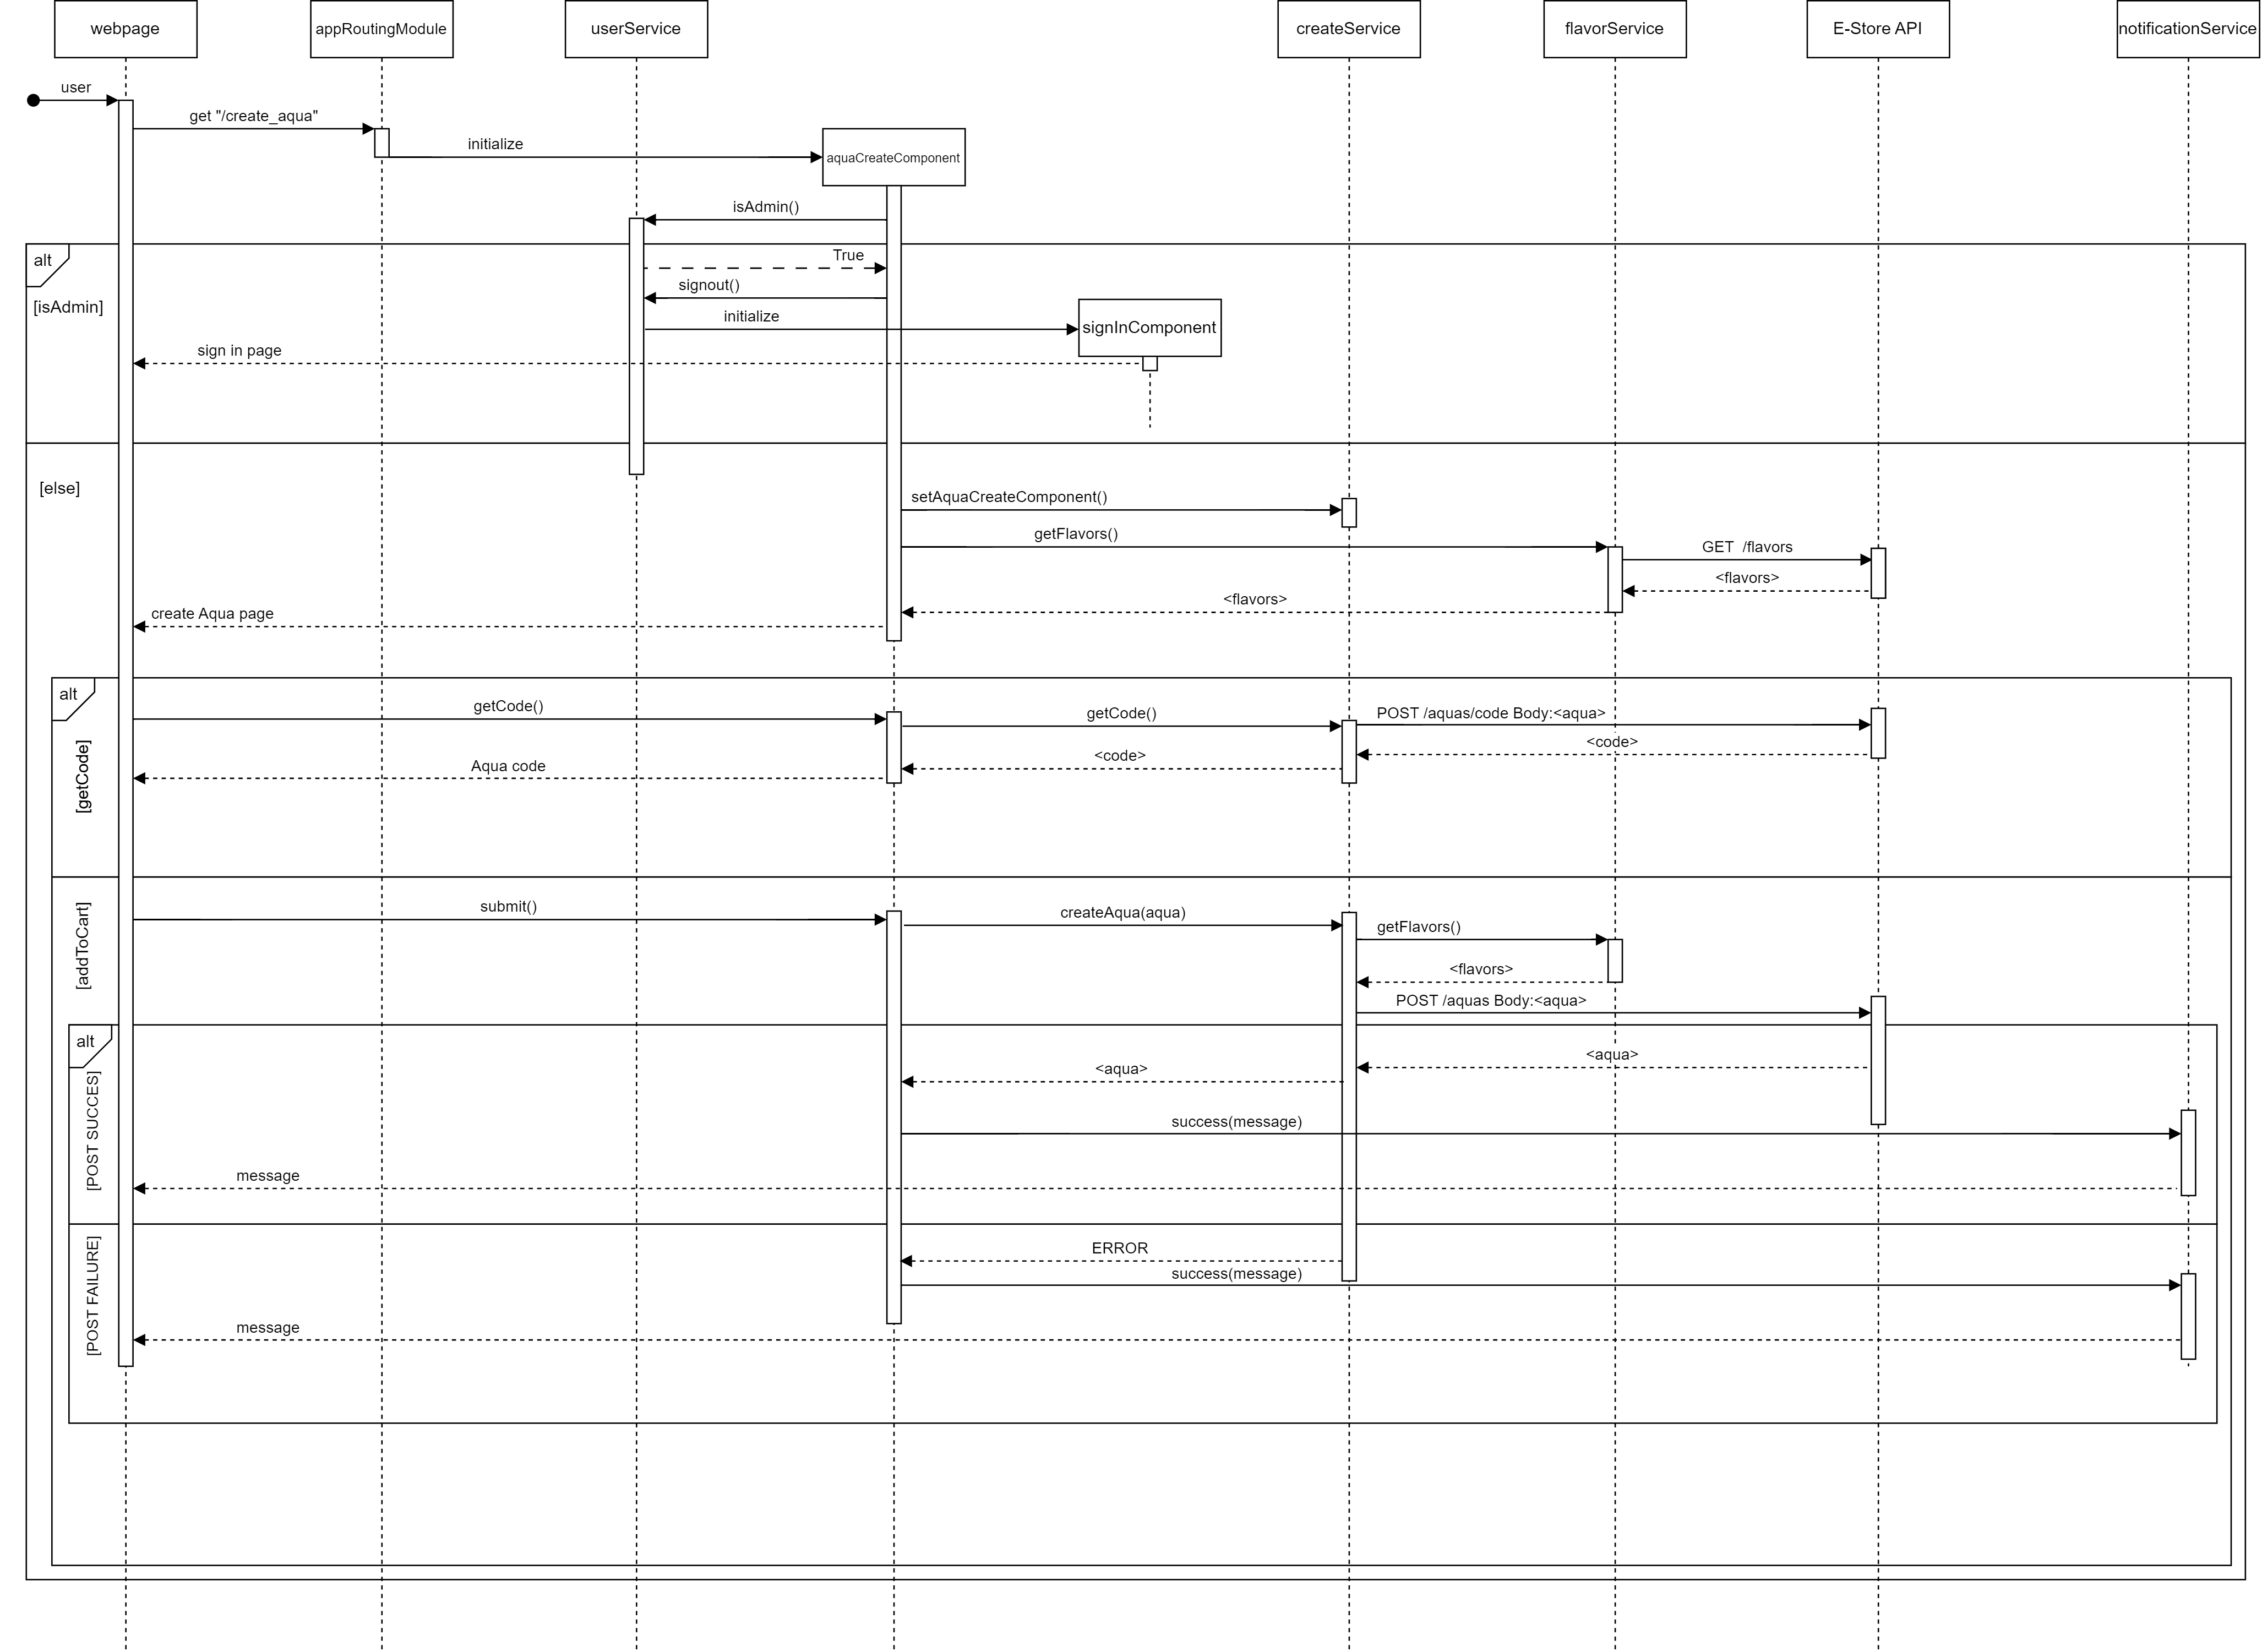 webpage
appRoutingModule
userService
createService
flavorService
E-Store API
notificationService
user
get "/create_aqua"
initialize
aquaCreateComponent
isAdmin()
alt
True
[isAdmin]
signout()
initialize
signInComponent
sign in page
[else]
setAquaCreateComponent()
getFlavors()
GET /flavors
<flavors>
<flavors>
create Aqua page
alt
getCode()
getCode()
POST /aquas/code Body:<aqua>
<code>
<code>
Aqua code
[getCode]
submit()
createAqua(aqua)
getFlavors()
[addToCart]
<flavors>
POST /aquas Body:<aqua>
alt
<aqua>
<aqua>
success(message)
[POST SUCCES]
message
ERROR
success(message)
[POST FAILURE]
message